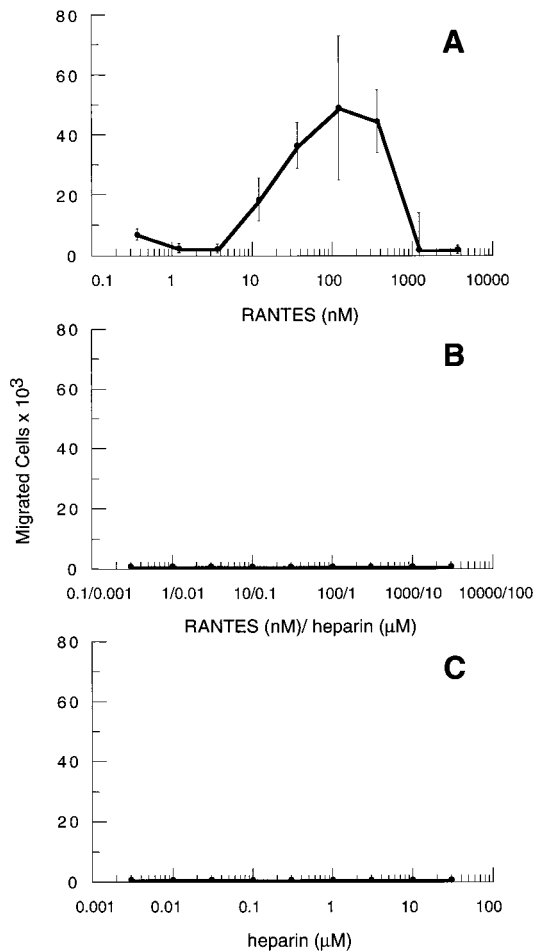 A
80
60
40
20
0
0.1 1 10 100 1000 10000
RANTES (nM)
B
80
60
40
20
0
0.1/0.001 1/0.01 10/0.1 100/1 1000/10 10000/100
RANTES (nM)/ heparin (µM)
Migrated Cells x 10³
C
80
60
40
20
0
0.001 0.01 0.1 1 10 100
heparin (µM)